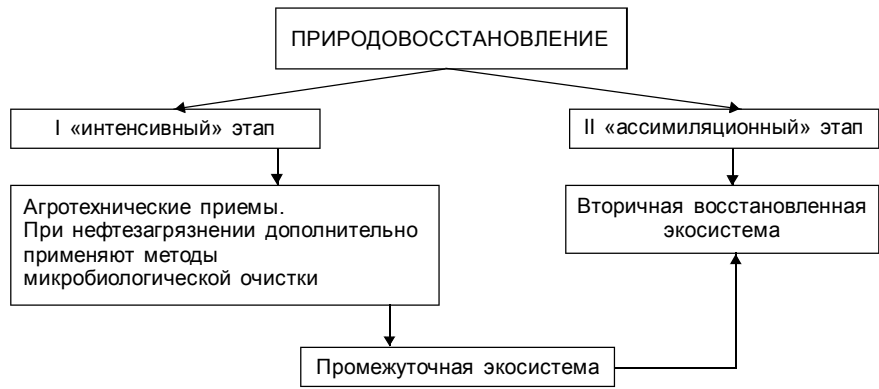 ПРИРОДОВОССТАНОВЛЕНИЕ
I «интенсивный» этап
II «ассимиляционный» этап
Агротехнические приемы.
При нефтезагрязнении дополнительно
применяют методы
микробиологической очистки
Вторичная восстановленная
экосистема
Промежуточная экосистема